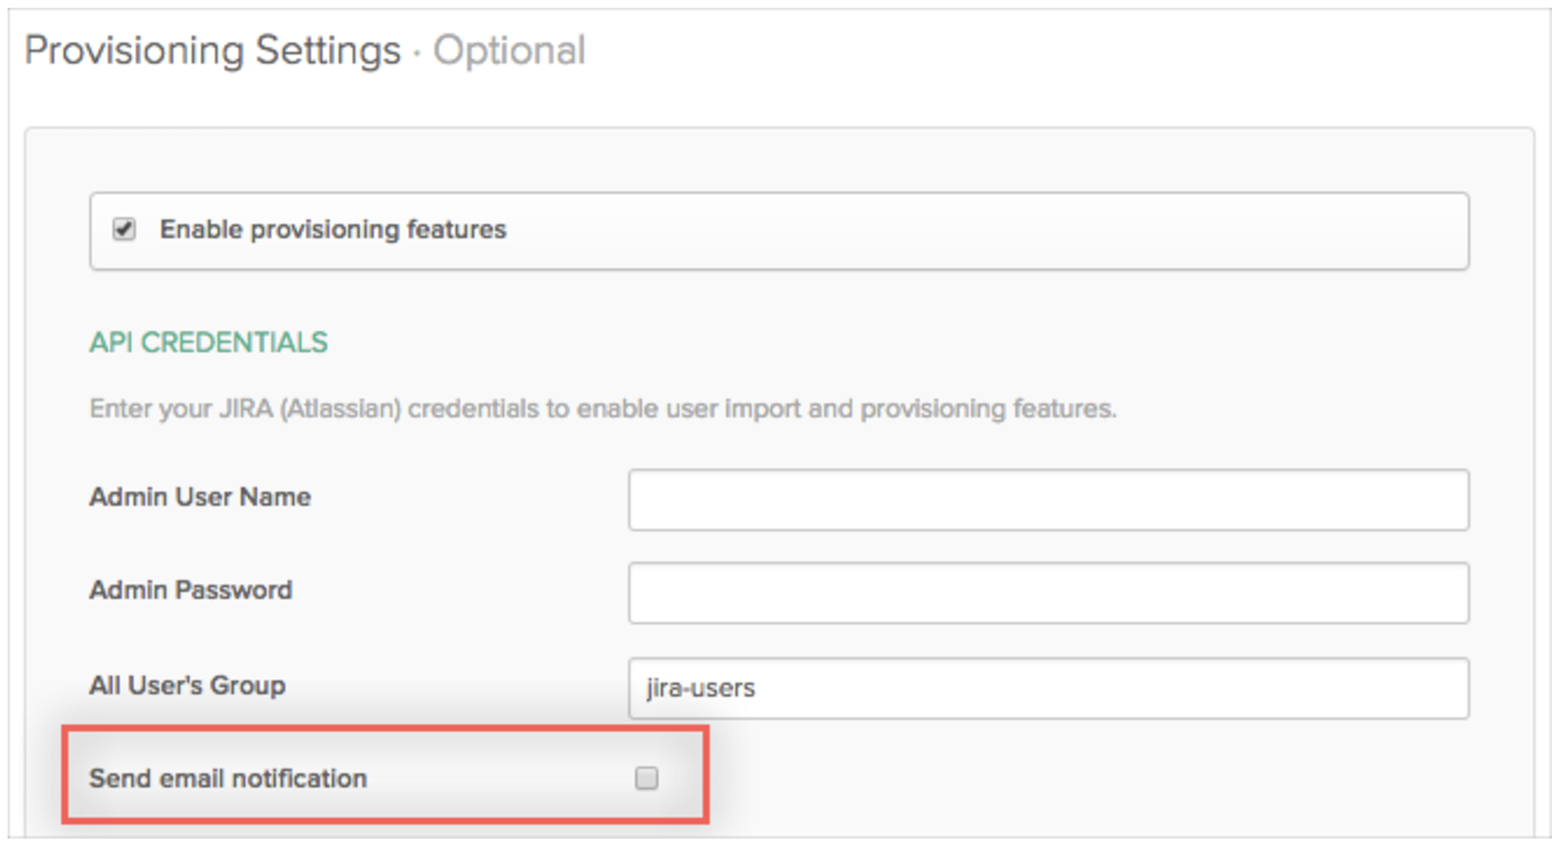 Provisioning Settings · Optional
Enable provisioning features
API CREDENTIALS
Enter your JIRA (Atlassian) credentials to enable user import and provisioning features.
Admin User Name
Admin Password
All User's Group jira-users
Send email notification